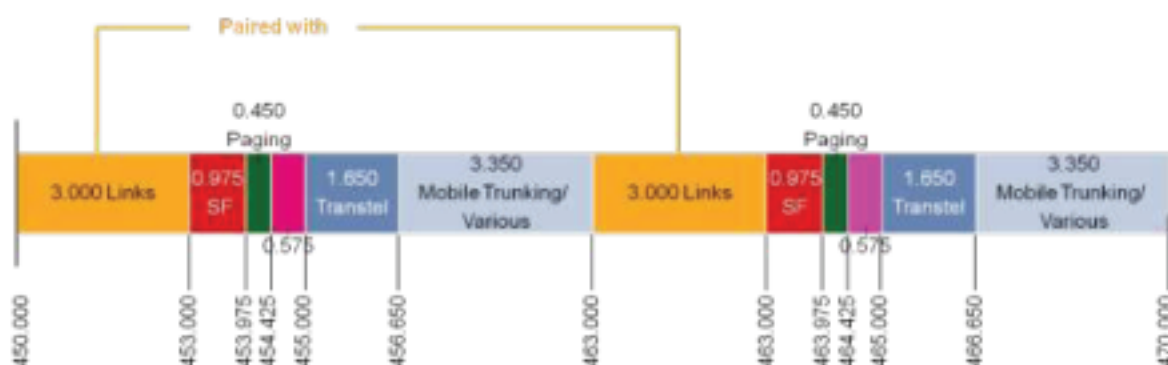 Paired with
0.450
Paging
0.450
Paging
3.000 Links
0.975
SF
1.650
Transtel
3.350
Mobile Trunking/
Various
3.000 Links
0.975
SF
1.650
Transtel
3.350
Mobile Trunking/
Various
0.575
0.575
450.000
453.000
453.975
454.425
455.000
456.650
463.000
463.000
463.975
464.425
465.000
466.650
470.000